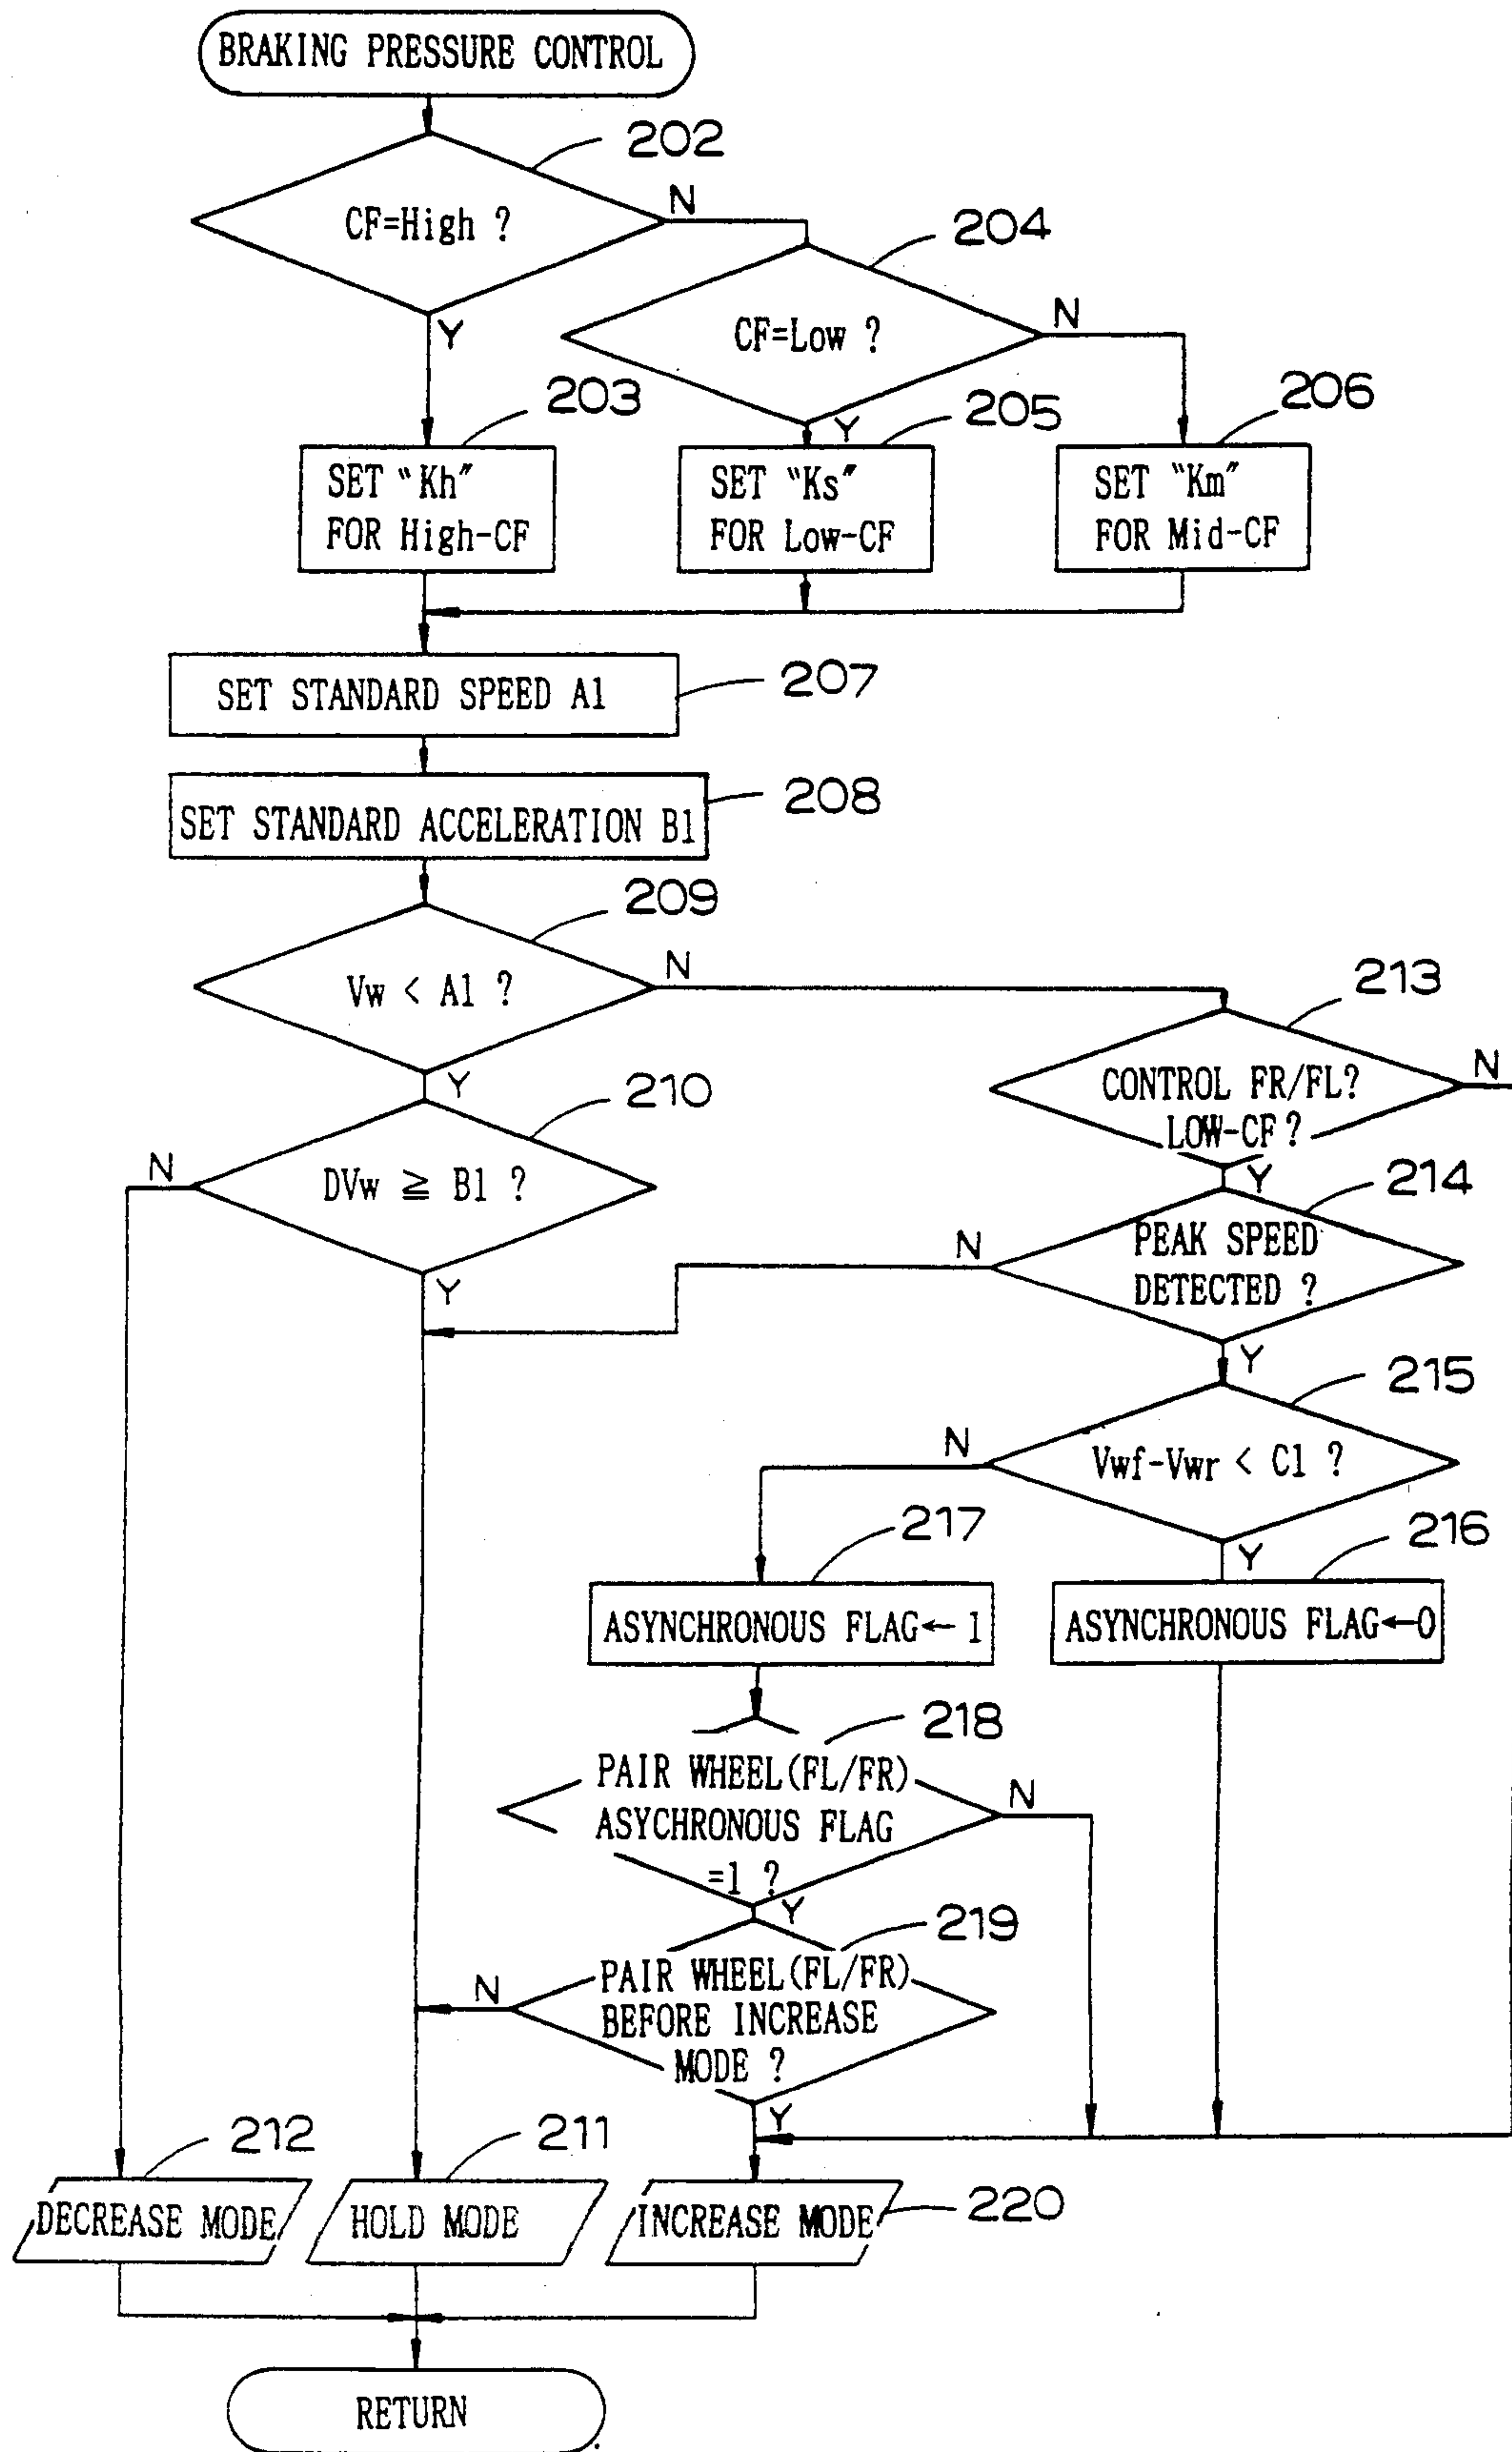 BRAKING PRESSURE CONTROL
202
CF=High ?
N
Y
204
CF=Low ?
N
Y
203
SET “Kh”
FOR High-CF
205
SET “Ks”
FOR Low-CF
206
SET “Km”
FOR Mid-CF
SET STANDARD SPEED A1
207
SET STANDARD ACCELERATION B1
208
209
Vw < A1 ?
N
Y
210
DVw ≧ B1 ?
N
Y
213
CONTROL FR/FL?
LOW-CF ?
N
Y
214
PEAK SPEED
DETECTED ?
N
Y
215
Vwf-Vwr < C1 ?
N
Y
217
ASYNCHRONOUS FLAG←1
216
ASYNCHRONOUS FLAG←0
218
PAIR WHEEL(FL/FR)
ASYCHRONOUS FLAG
=1 ?
N
Y
219
PAIR WHEEL(FL/FR)
BEFORE INCREASE
MODE ?
N
Y
212
DECREASE MODE
211
HOLD MODE
INCREASE MODE
220
RETURN